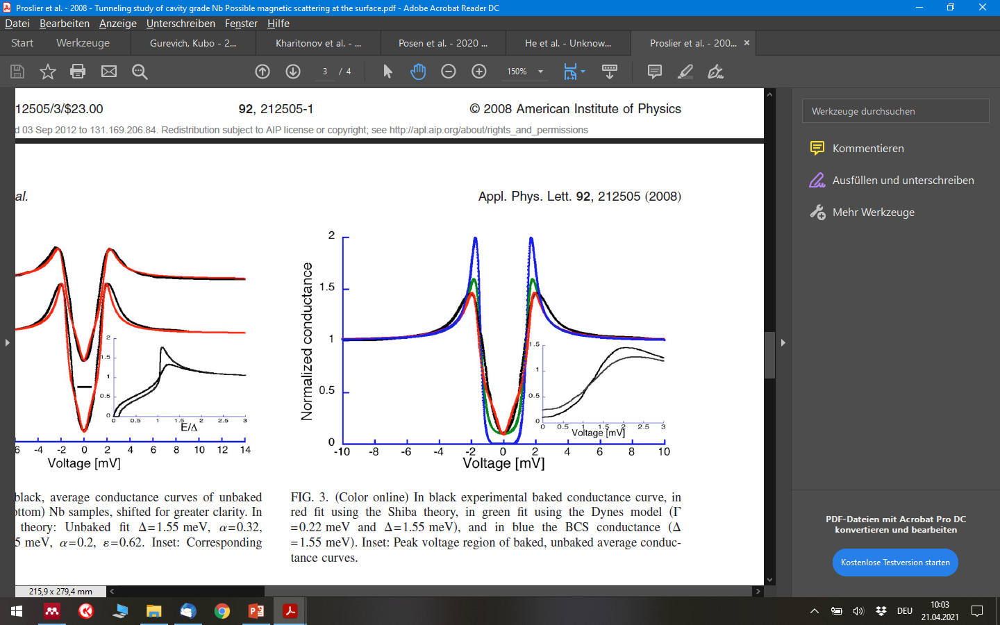 Proslier et al. - 2008 - Tunneling study of cavity grade Nb Possible magnetic scattering at the surface.pdf - Adobe Acrobat Reader DC
Datei Bearbeiten Anzeige Unterschreiben Fenster Hilfe
Start Werkzeuge Gurevich, Kubo - 2... Kharitonov et al. - ... Posen et al. - 2020 ... He et al. - Unknow... Proslier et al. - 200... ×
3 / 4 150%
12505/3/$23.00 92, 212505-1 © 2008 American Institute of Physics
d 03 Sep 2012 to 131.169.206.84. Redistribution subject to AIP license or copyright; see http://apl.aip.org/about/rights_and_permissions
al. Appl. Phys. Lett. 92, 212505 (2008)
2
1.5
1
0.5
0
E/Δ
0 0.5 1 1.5 2 2.5 3
6 -4 -2 0 2 4 6 8 10 12 14
Voltage [mV]
Normalized conductance
2
1.5
1
0.5
0
1.5
1
0.5
0
0 0.5 1 1.5 2 2.5 3
Voltage [mV]
-10 -8 -6 -4 -2 0 2 4 6 8 10
Voltage [mV]
black, average conductance curves of unbaked
ottom) Nb samples, shifted for greater clarity. In
theory: Unbaked fit Δ=1.55 meV, α=0.32,
5 meV, α=0.2, ε=0.62. Inset: Corresponding
FIG. 3. (Color online) In black experimental baked conductance curve, in
red fit using the Shiba theory, in green fit using the Dynes model (Γ
=0.22 meV and Δ=1.55 meV), and in blue the BCS conductance (Δ
=1.55 meV). Inset: Peak voltage region of baked, unbaked average conduc-
tance curves.
215,9 x 279,4 mm
Werkzeuge durchsuchen
Kommentieren
Ausfüllen und unterschreiben
Mehr Werkzeuge
PDF-Dateien mit Acrobat Pro DC
konvertieren und bearbeiten
Kostenlose Testversion starten
DEU
10:03
21.04.2021